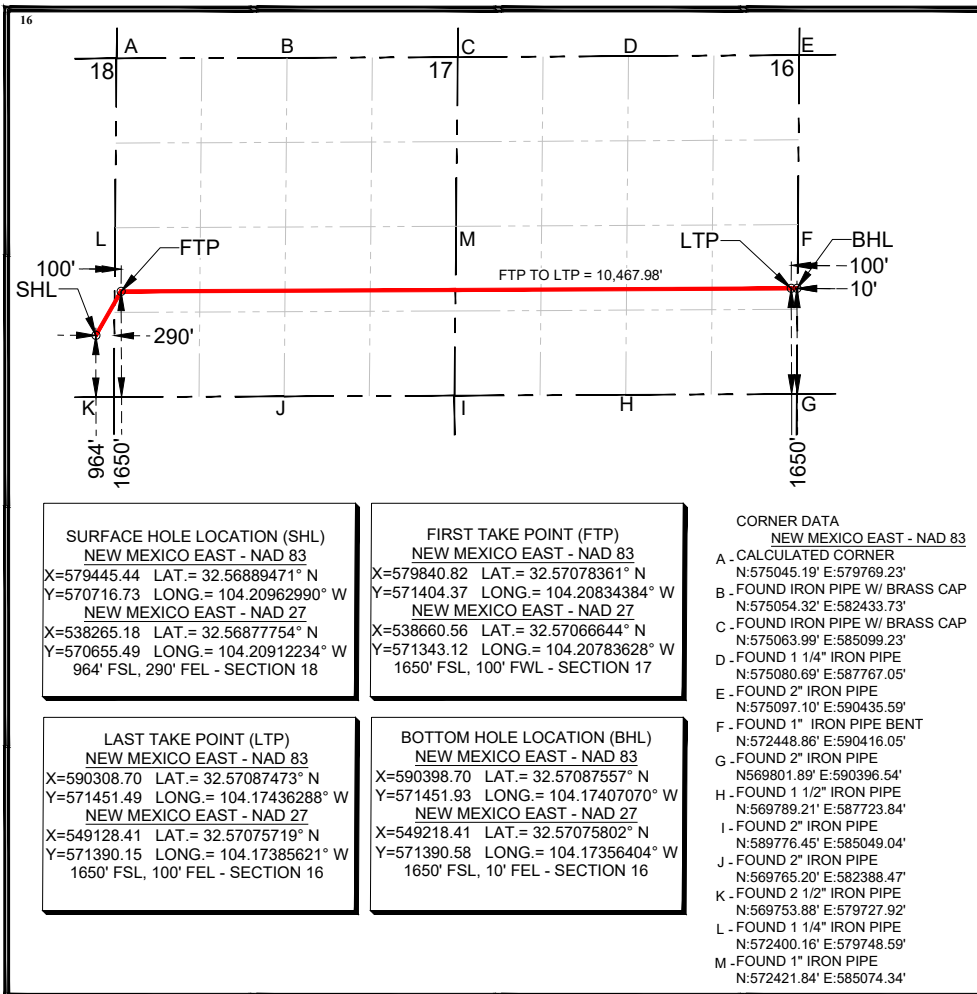 16
A B C D E
18 17 16
L M F
FTP LTP BHL
100' 100'
FTP TO LTP = 10,467.98'
SHL 10'
290'
K J I H G
964' 1650' 1650'
SURFACE HOLE LOCATION (SHL)
NEW MEXICO EAST - NAD 83
X=579445.44 LAT.= 32.56889471° N
Y=570716.73 LONG.= 104.20962990° W
NEW MEXICO EAST - NAD 27
X=538265.18 LAT.= 32.56877754° N
Y=570655.49 LONG.= 104.20912234° W
964' FSL, 290' FEL - SECTION 18
FIRST TAKE POINT (FTP)
NEW MEXICO EAST - NAD 83
X=579840.82 LAT.= 32.57078361° N
Y=571404.37 LONG.= 104.20834384° W
NEW MEXICO EAST - NAD 27
X=538660.56 LAT.= 32.57066644° N
Y=571343.12 LONG.= 104.20783628° W
1650' FSL, 100' FWL - SECTION 17
LAST TAKE POINT (LTP)
NEW MEXICO EAST - NAD 83
X=590308.70 LAT.= 32.57087473° N
Y=571451.49 LONG.= 104.17436288° W
NEW MEXICO EAST - NAD 27
X=549128.41 LAT.= 32.57075719° N
Y=571390.15 LONG.= 104.17385621° W
1650' FSL, 100' FEL - SECTION 16
BOTTOM HOLE LOCATION (BHL)
NEW MEXICO EAST - NAD 83
X=590398.70 LAT.= 32.57087557° N
Y=571451.93 LONG.= 104.17407070° W
NEW MEXICO EAST - NAD 27
X=549218.41 LAT.= 32.57075802° N
Y=571390.58 LONG.= 104.17356404° W
1650' FSL, 10' FEL - SECTION 16
CORNER DATA
NEW MEXICO EAST - NAD 83
A - CALCULATED CORNER
N:575045.19' E:579769.23'
B - FOUND IRON PIPE W/ BRASS CAP
N:575054.32' E:582433.73'
C - FOUND IRON PIPE W/ BRASS CAP
N:575063.99' E:585099.23'
D - FOUND 1 1/4" IRON PIPE
N:575080.69' E:587767.05'
E - FOUND 2" IRON PIPE
N:575097.10' E:590435.59'
F - FOUND 1" IRON PIPE BENT
N:572448.86' E:590416.05'
G - FOUND 2" IRON PIPE
N569801.89' E:590396.54'
H - FOUND 1 1/2" IRON PIPE
N:569789.21' E:587723.84'
I - FOUND 2" IRON PIPE
N:589776.45' E:585049.04'
J - FOUND 2" IRON PIPE
N:569765.20' E:582388.47'
K - FOUND 2 1/2" IRON PIPE
N:569753.88' E:579727.92'
L - FOUND 1 1/4" IRON PIPE
N:572400.16' E:579748.59'
M - FOUND 1" IRON PIPE
N:572421.84' E:585074.34'